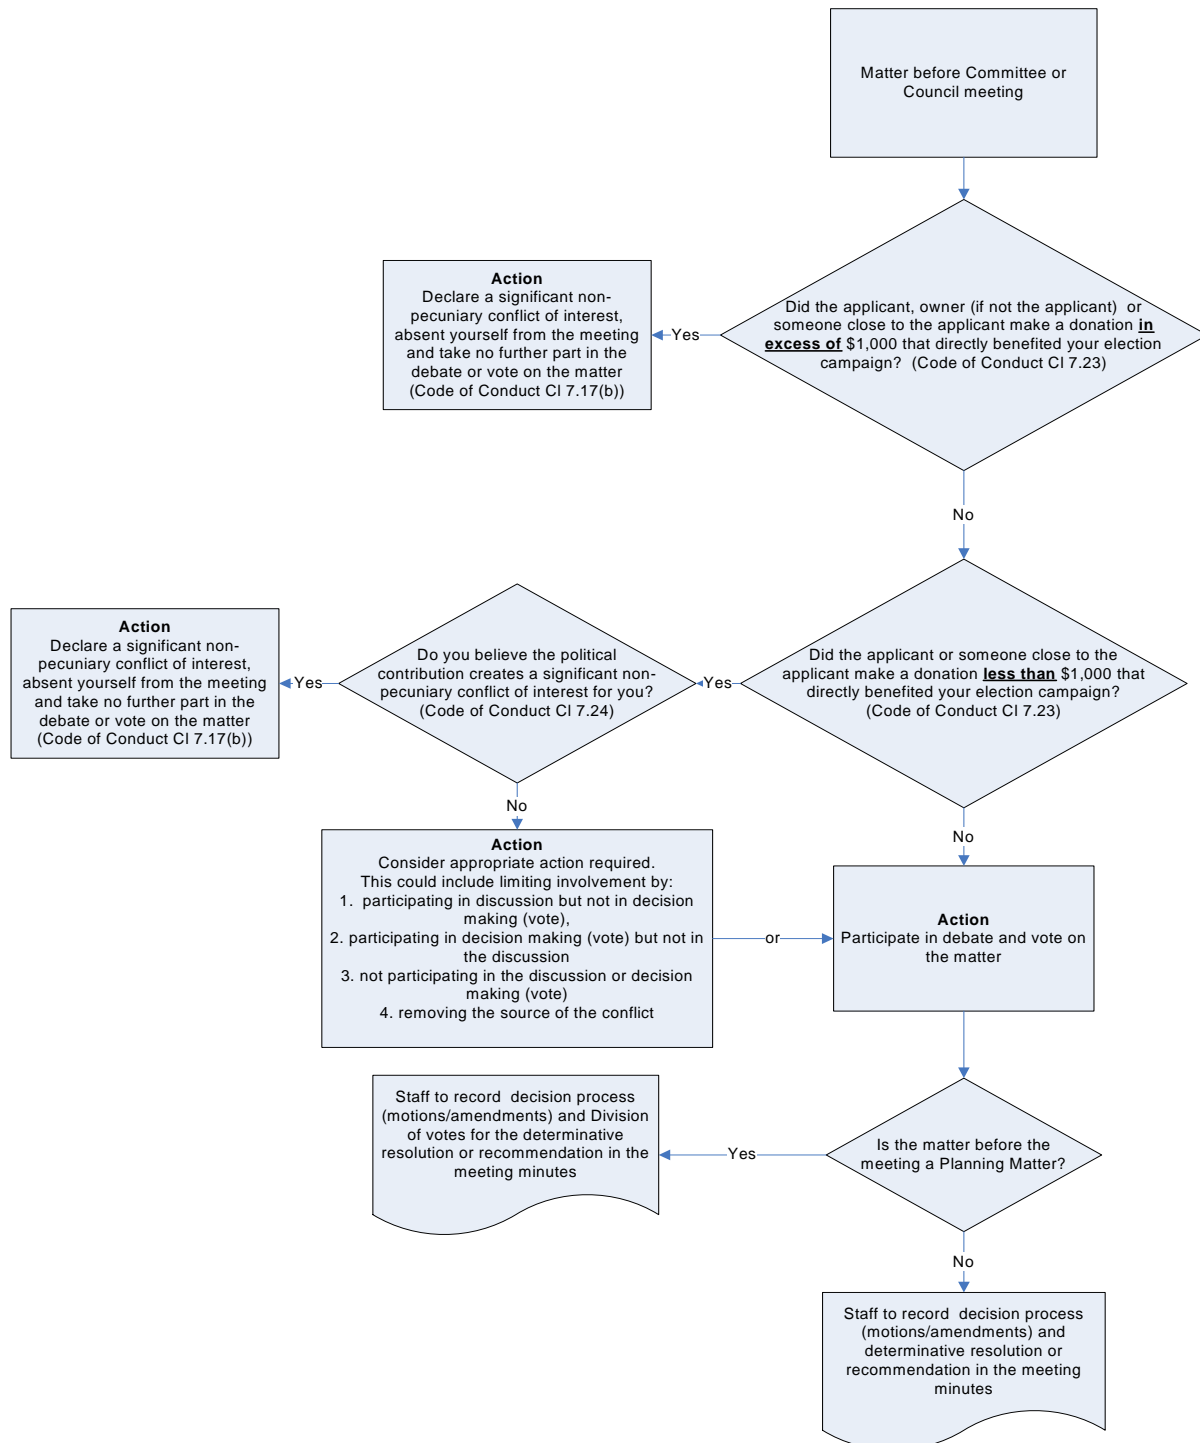 Matter before Committee or
Council meeting
Action
Declare a significant non-
pecuniary conflict of interest,
absent yourself from the meeting
and take no further part in the
debate or vote on the matter
(Code of Conduct Cl 7.17(b))
Yes
Did the applicant, owner (if not the applicant) or
someone close to the applicant make a donation in
excess of $1,000 that directly benefited your election
campaign? (Code of Conduct Cl 7.23)
No
Action
Declare a significant non-
pecuniary conflict of interest,
absent yourself from the meeting
and take no further part in the
debate or vote on the matter
(Code of Conduct Cl 7.17(b))
Yes
Do you believe the political
contribution creates a significant non-
pecuniary conflict of interest for you?
(Code of Conduct Cl 7.24)
Yes
Did the applicant or someone close to the
applicant make a donation less than $1,000 that
directly benefited your election campaign?
(Code of Conduct Cl 7.23)
No
No
Action
Consider appropriate action required.
This could include limiting involvement by:
1. participating in discussion but not in decision
making (vote),
2. participating in decision making (vote) but not in
the discussion
3. not participating in the discussion or decision
making (vote)
4. removing the source of the conflict
or
Action
Participate in debate and vote on
the matter
Staff to record decision process
(motions/amendments) and Division
of votes for the determinative
resolution or recommendation in the
meeting minutes
Yes
Is the matter before the
meeting a Planning Matter?
No
Staff to record decision process
(motions/amendments) and
determinative resolution or
recommendation in the meeting
minutes